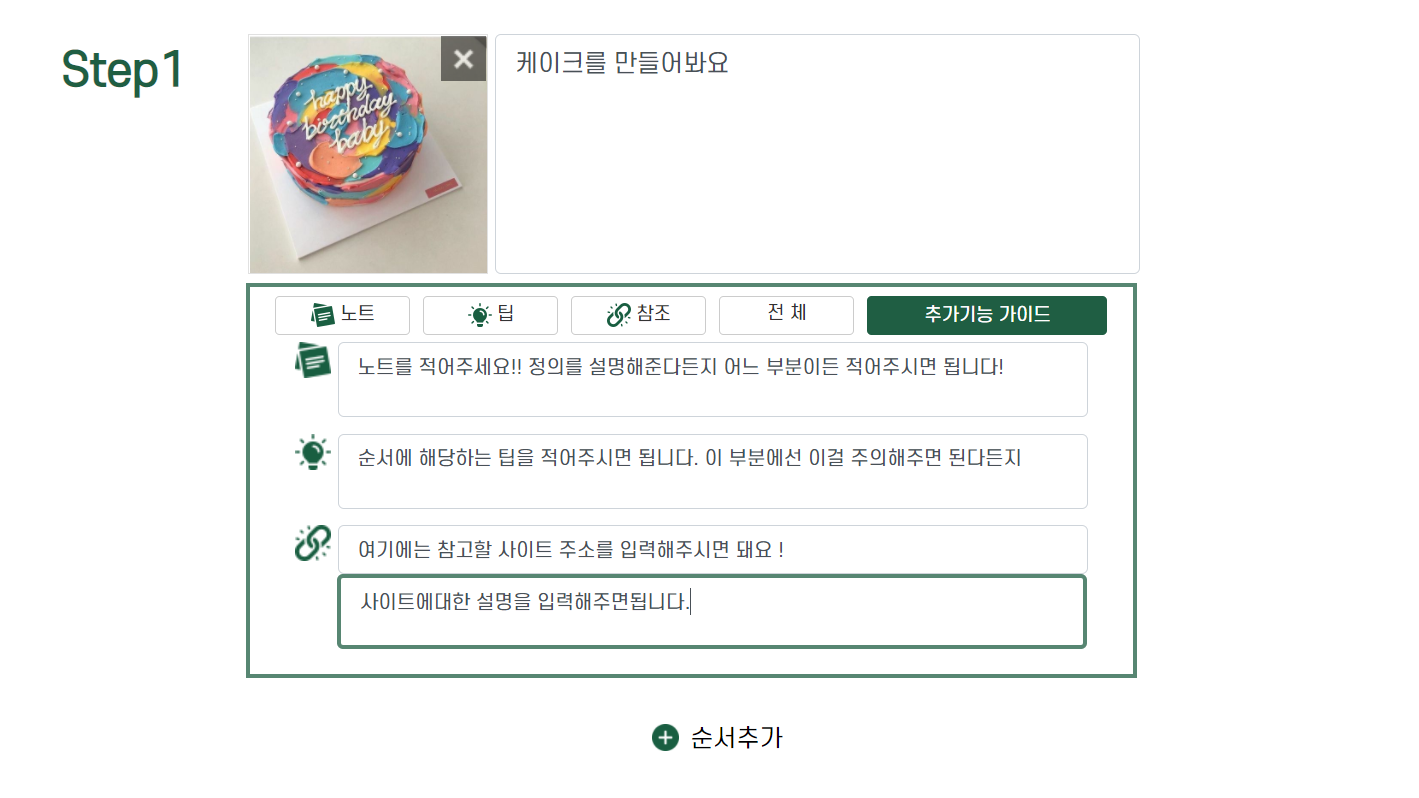 Step1
happy
birthday
baby
케이크를 만들어봐요
노트
팁
참조
전 체
추가기능 가이드
노트를 적어주세요!! 정의를 설명해준다든지 어느 부분이든 적어주시면 됩니다!
순서에 해당하는 팁을 적어주시면 됩니다. 이 부분에선 이걸 주의해주면 된다든지
여기에는 참고할 사이트 주소를 입력해주시면 돼요 !
사이트에대한 설명을 입력해주면됩니다.
순서추가